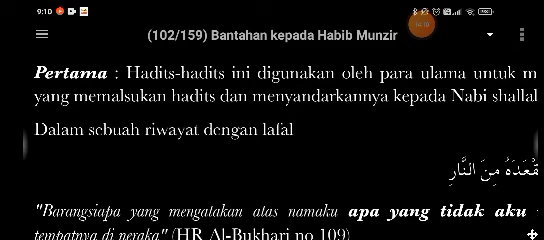 9:10
04:16
(102/159) Bantahan kepada Habib Munzir
Pertama : Hadits-hadits ini digunakan oleh para ulama untuk m
yang memalsukan hadits dan menyandarkannya kepada Nabi shallal
Dalam sebuah riwayat dengan lafal
قْعَدَهُ مِنَ النَّارِ
"Barangsiapa yang mengatakan atas namaku apa yang tidak aku
tempatnya di neraka" (HR Al-Bukhari no 109)